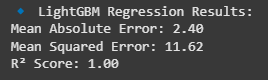 🔹 LightGBM Regression Results:
Mean Absolute Error: 2.40
Mean Squared Error: 11.62
R² Score: 1.00